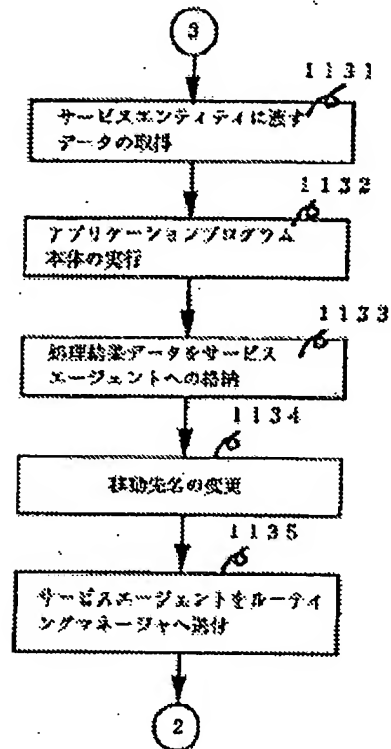 3
1131
サービスエンティティに渡す
データの取得
1132
アプリケーションプログラム
本体の実行
1133
処理結果データをサービス
エージェントへの格納
1134
移動先名の変更
1135
サービスエージェントをルーティ
ングマネージャへ送付
2